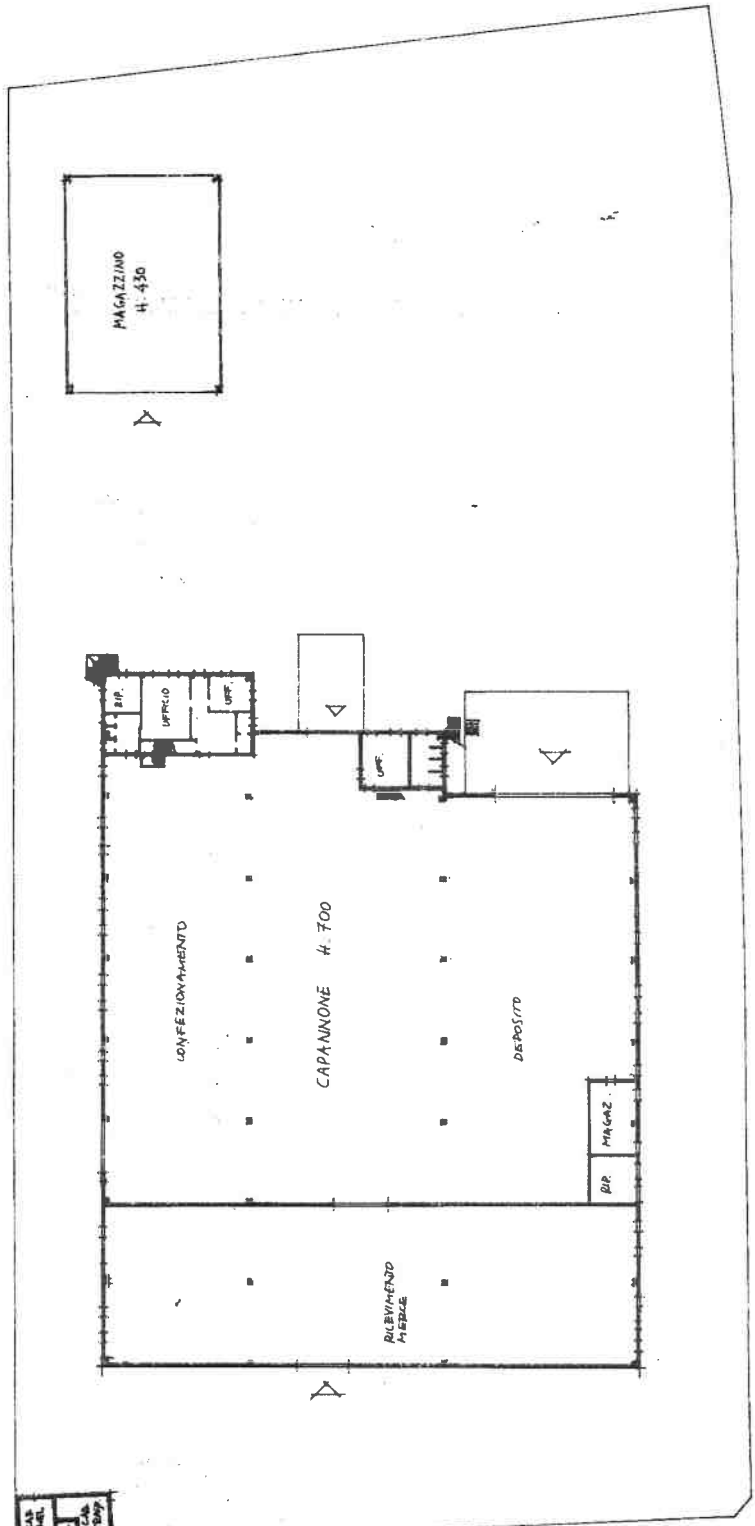 MAGAZZINO
H. 430
RIP.
UFFICIO
UFF.
UFF.
CONFEZIONAMENTO
CAPANNONE H. 700
DEPOSITO
MAGAZ.
RIP.
RICEVIMENTO
MERCE